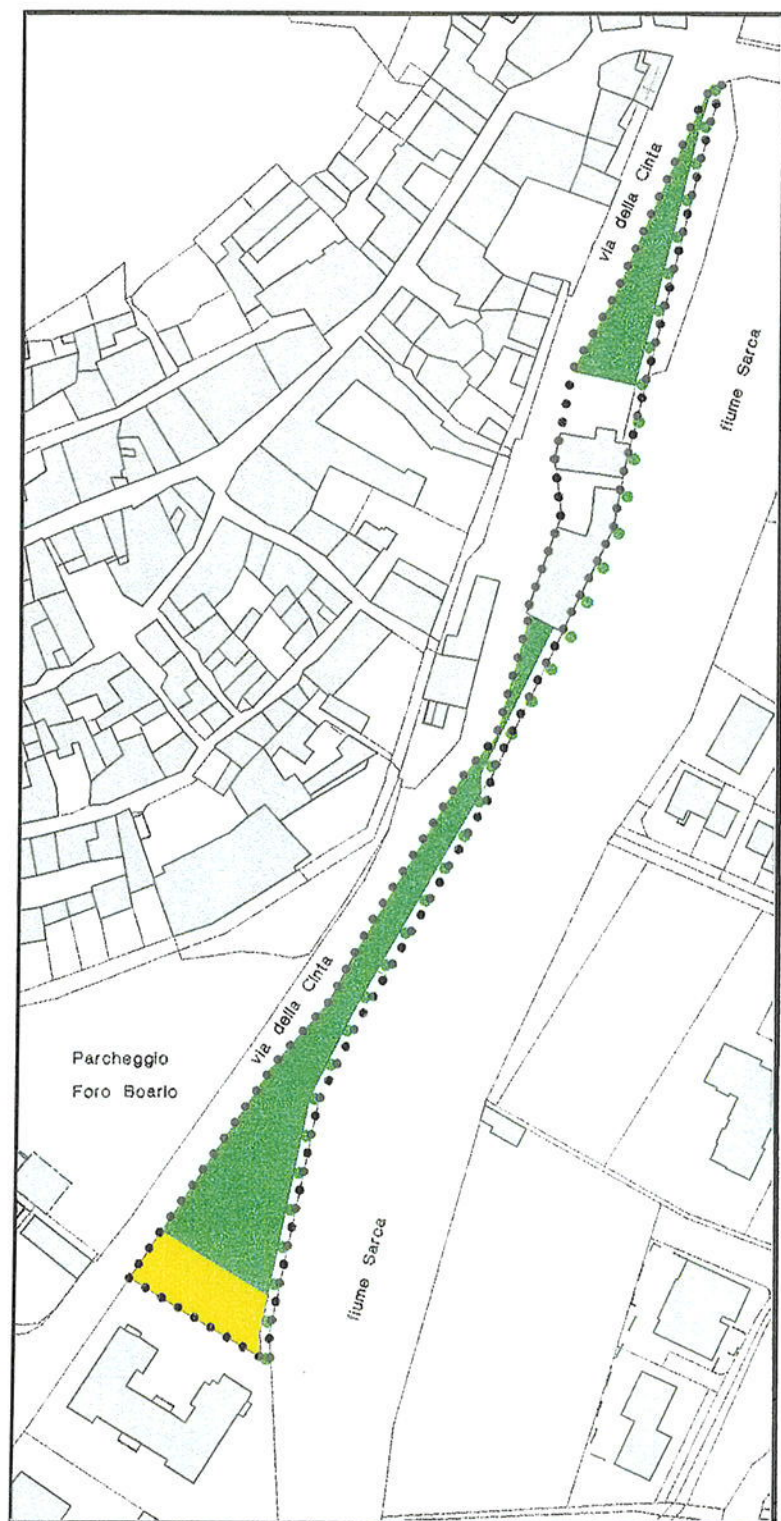 via della Cinta
fiume Sarca
via della Cinta
Parcheggio
Foro Boario
fiume Sarca